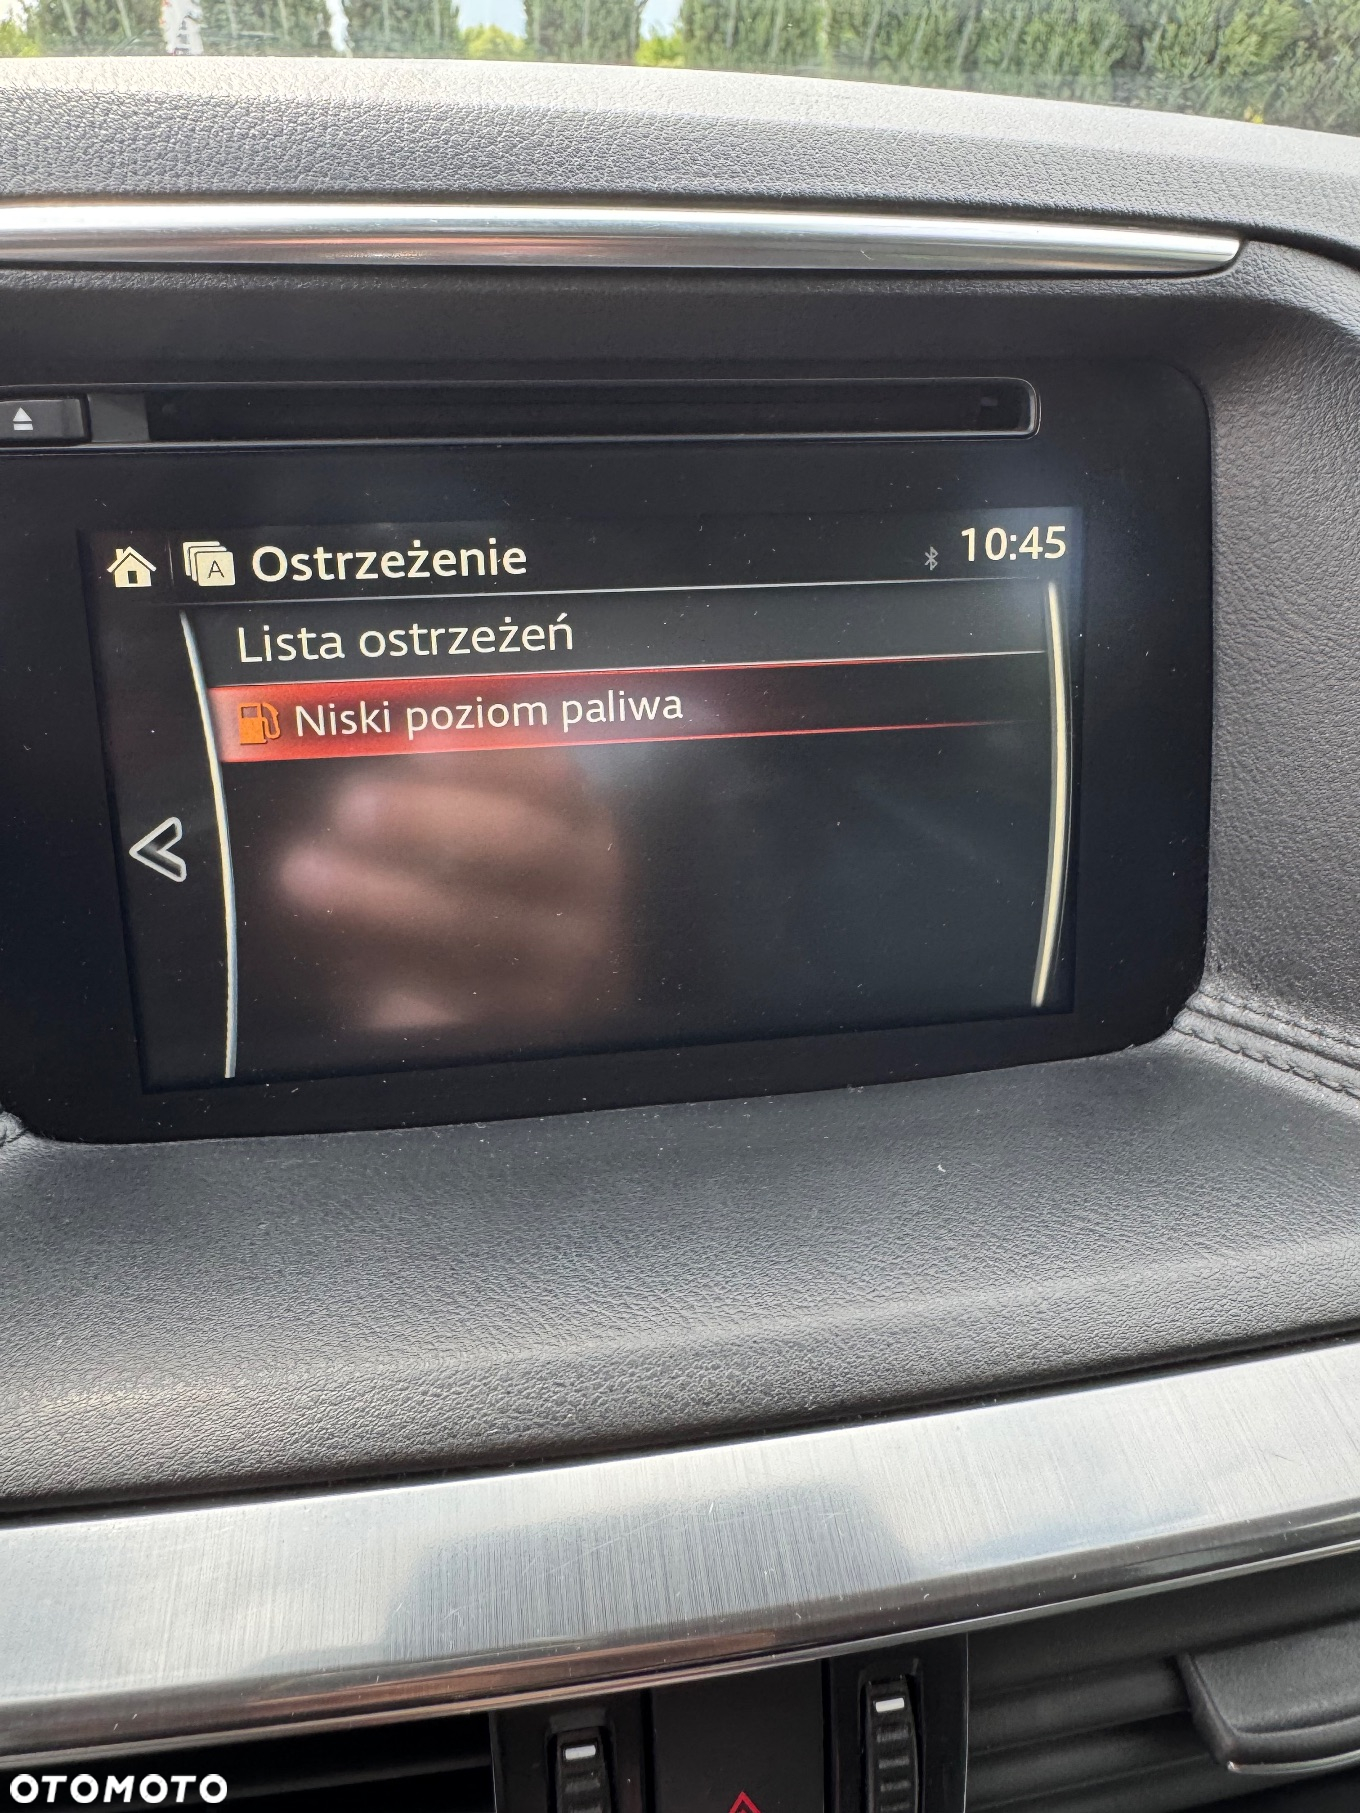 A Ostrzeżenie 10:45
Lista ostrzeżeń
Niski poziom paliwa
OTOMOTO